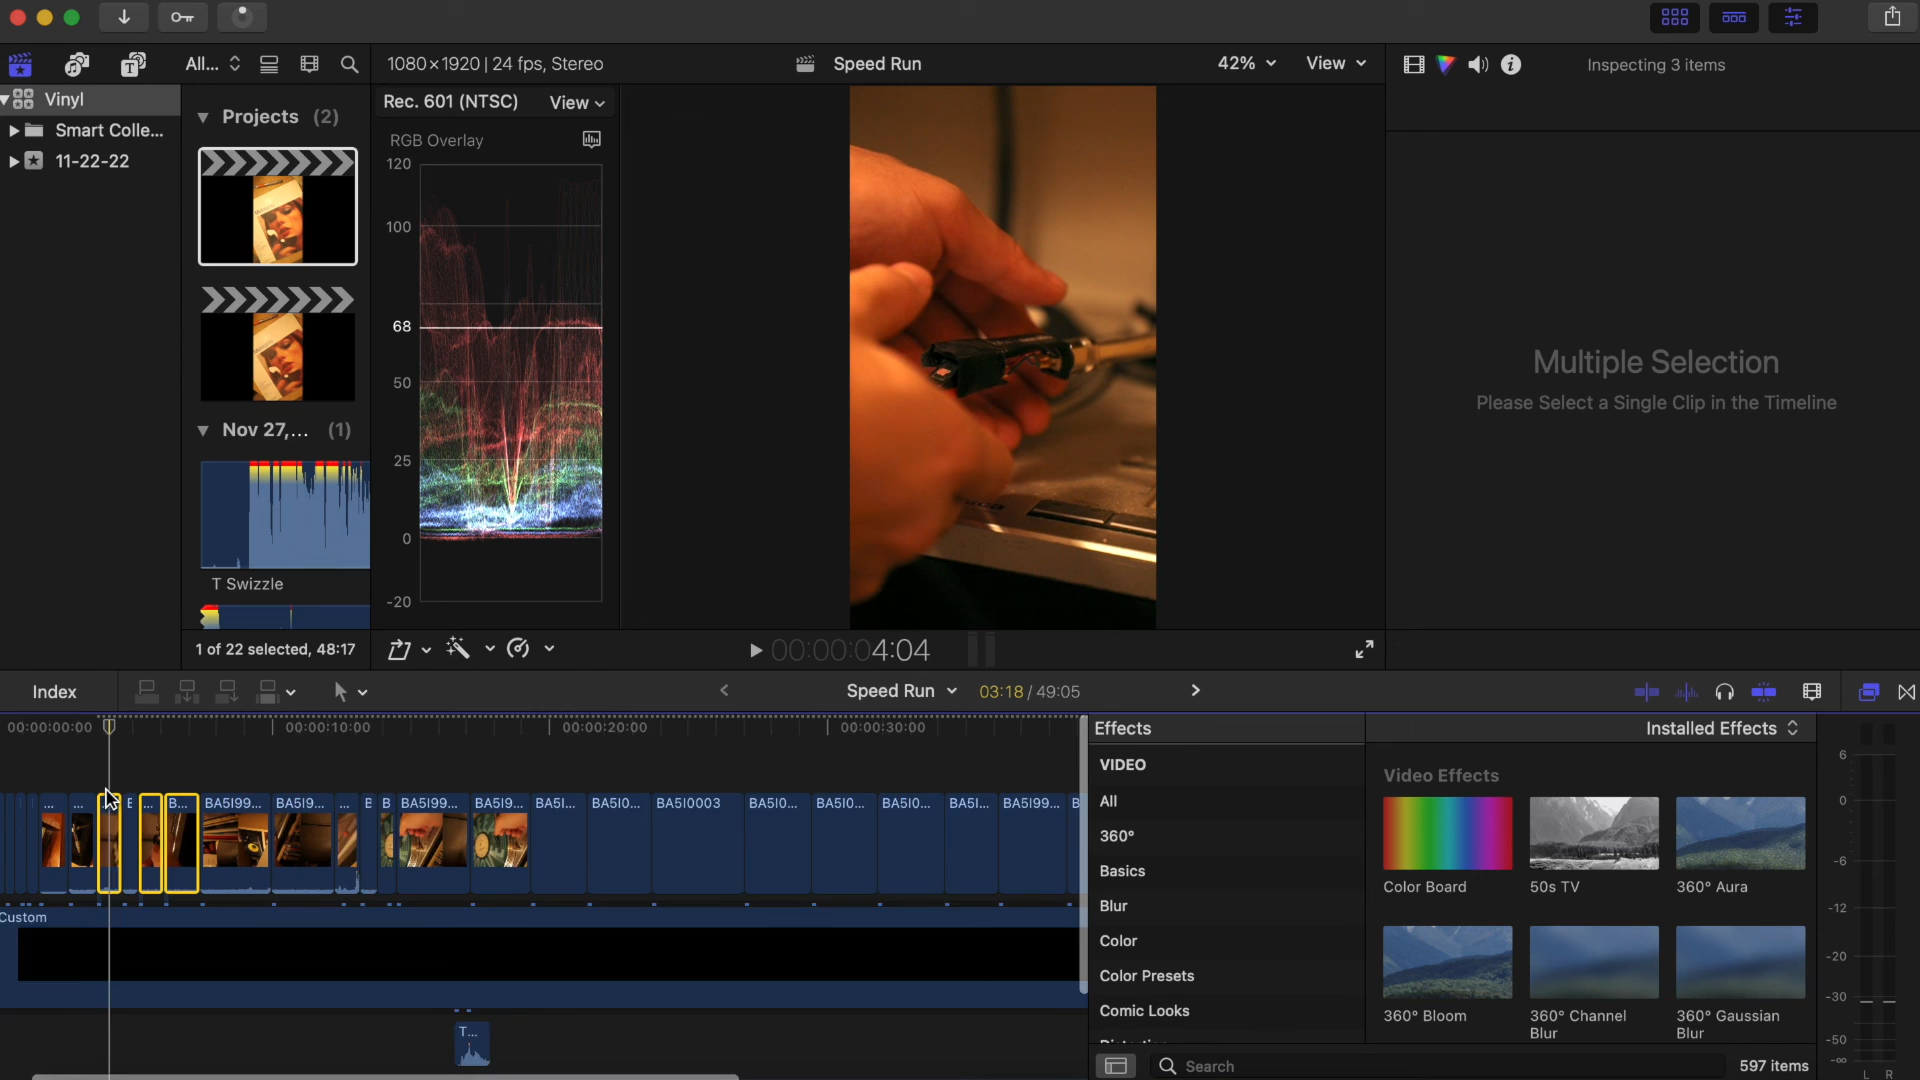 All...
1080×1920 | 24 fps, Stereo
Speed Run
42%
View
Inspecting 3 items
Vinyl
Smart Colle...
11-22-22
Projects (2)
Nov 27,... (1)
T Swizzle
1 of 22 selected, 48:17
Rec. 601 (NTSC)
View
RGB Overlay
120
100
68
50
25
0
-20
Multiple Selection
Please Select a Single Clip in the Timeline
00:00:04:04
Index
Speed Run
03:18 / 49:05
00:00:00:00
00:00:10:00
00:00:20:00
00:00:30:00
...
...
B
...
B...
BA5I99...
BA5I9...
...
B
B
BA5I99...
BA5I9...
BA5I...
BA5I0...
BA5I0003
BA5I0...
BA5I0...
BA5I0...
BA5I...
BA5I99...
B
Custom
T...
Effects
VIDEO
All
360°
Basics
Blur
Color
Color Presets
Comic Looks
Installed Effects
Video Effects
Color Board
50s TV
360° Aura
360° Bloom
360° Channel
Blur
360° Gaussian
Blur
Search
597 items
6
0
-6
-12
-20
-30
-50
-∞
L R